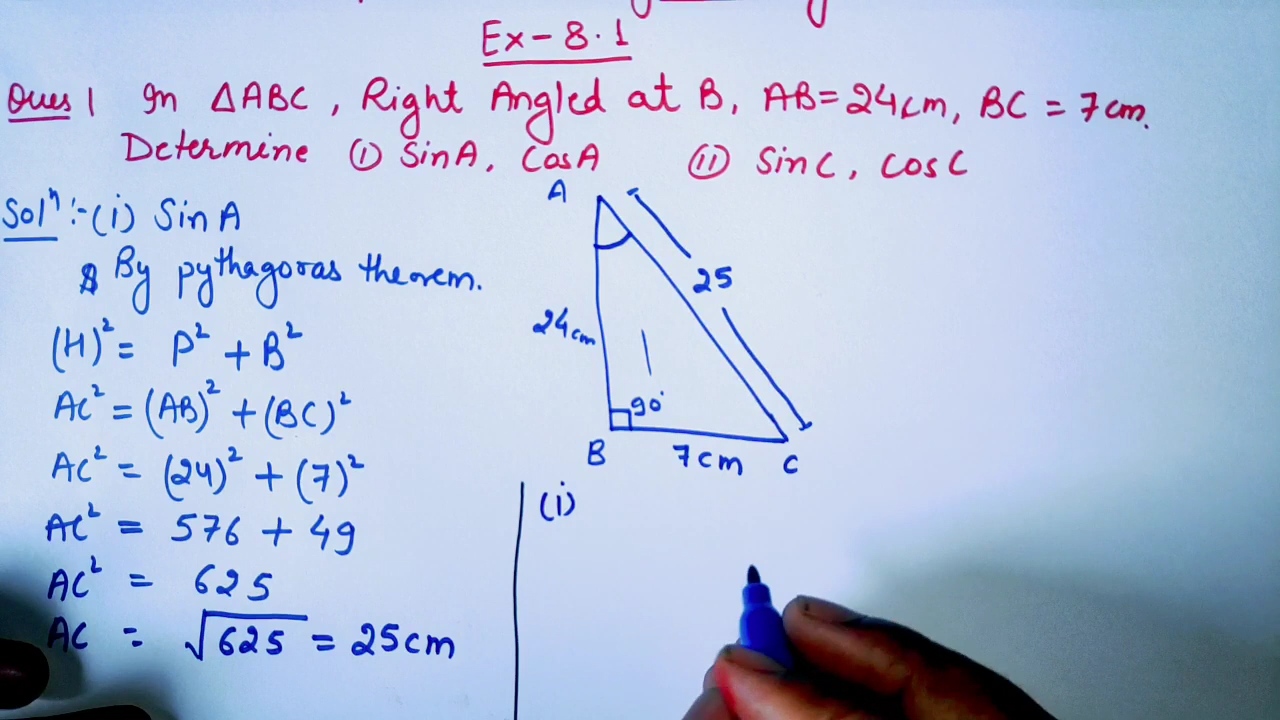 Ex-8.1
Ques 1 In ΔABC, Right Angled at B, AB=24cm, BC = 7cm.
Determine (i) SinA, CosA (ii) SinC, CosC
Solⁿ:-(i) Sin A
By pythagoras theorem.
(H)² = P² + B²
AC² = (AB)² + (BC)²
AC² = (24)² + (7)²
AC² = 576 + 49
AC² = 625
AC = √625 = 25cm
A
25
24cm
90°
B 7cm C
(i)